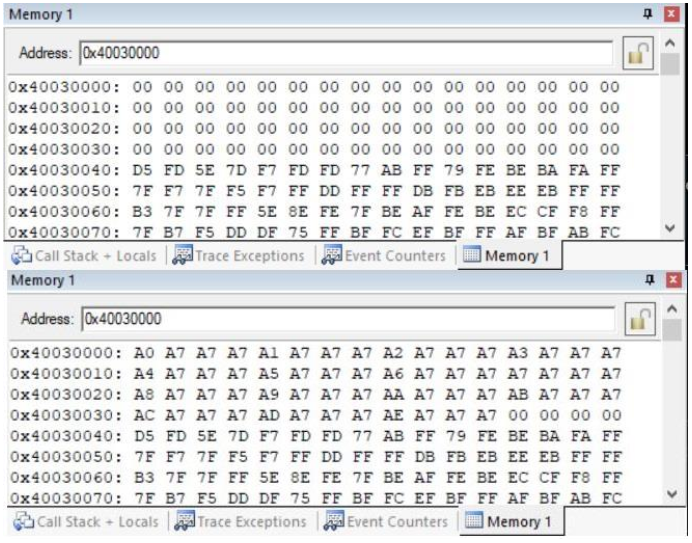 Memory 1
Address: 0x40030000
0x40030000: 00 00 00 00 00 00 00 00 00 00 00 00 00 00 00 00
0x40030010: 00 00 00 00 00 00 00 00 00 00 00 00 00 00 00 00
0x40030020: 00 00 00 00 00 00 00 00 00 00 00 00 00 00 00 00
0x40030030: 00 00 00 00 00 00 00 00 00 00 00 00 00 00 00 00
0x40030040: D5 FD 5E 7D F7 FD FD 77 AB FF 79 FE BE BA FA FF
0x40030050: 7F F7 7F F5 F7 FF DD FF FF DB FB EB EE EB FF FF
0x40030060: B3 7F 7F FF 5E 8E FE 7F BE AF FE BE EC CF F8 FF
0x40030070: 7F B7 F5 DD DF 75 FF BF FC EF BF FF AF BF AB FC
Call Stack + Locals Trace Exceptions Event Counters Memory 1
Memory 1
Address: 0x40030000
0x40030000: A0 A7 A7 A7 A1 A7 A7 A7 A2 A7 A7 A7 A3 A7 A7 A7
0x40030010: A4 A7 A7 A7 A5 A7 A7 A7 A6 A7 A7 A7 A7 A7 A7 A7
0x40030020: A8 A7 A7 A7 A9 A7 A7 A7 AA A7 A7 A7 AB A7 A7 A7
0x40030030: AC A7 A7 A7 AD A7 A7 A7 AE A7 A7 A7 00 00 00 00
0x40030040: D5 FD 5E 7D F7 FD FD 77 AB FF 79 FE BE BA FA FF
0x40030050: 7F F7 7F F5 F7 FF DD FF FF DB FB EB EE EB FF FF
0x40030060: B3 7F 7F FF 5E 8E FE 7F BE AF FE BE EC CF F8 FF
0x40030070: 7F B7 F5 DD DF 75 FF BF FC EF BF FF AF BF AB FC
Call Stack + Locals Trace Exceptions Event Counters Memory 1